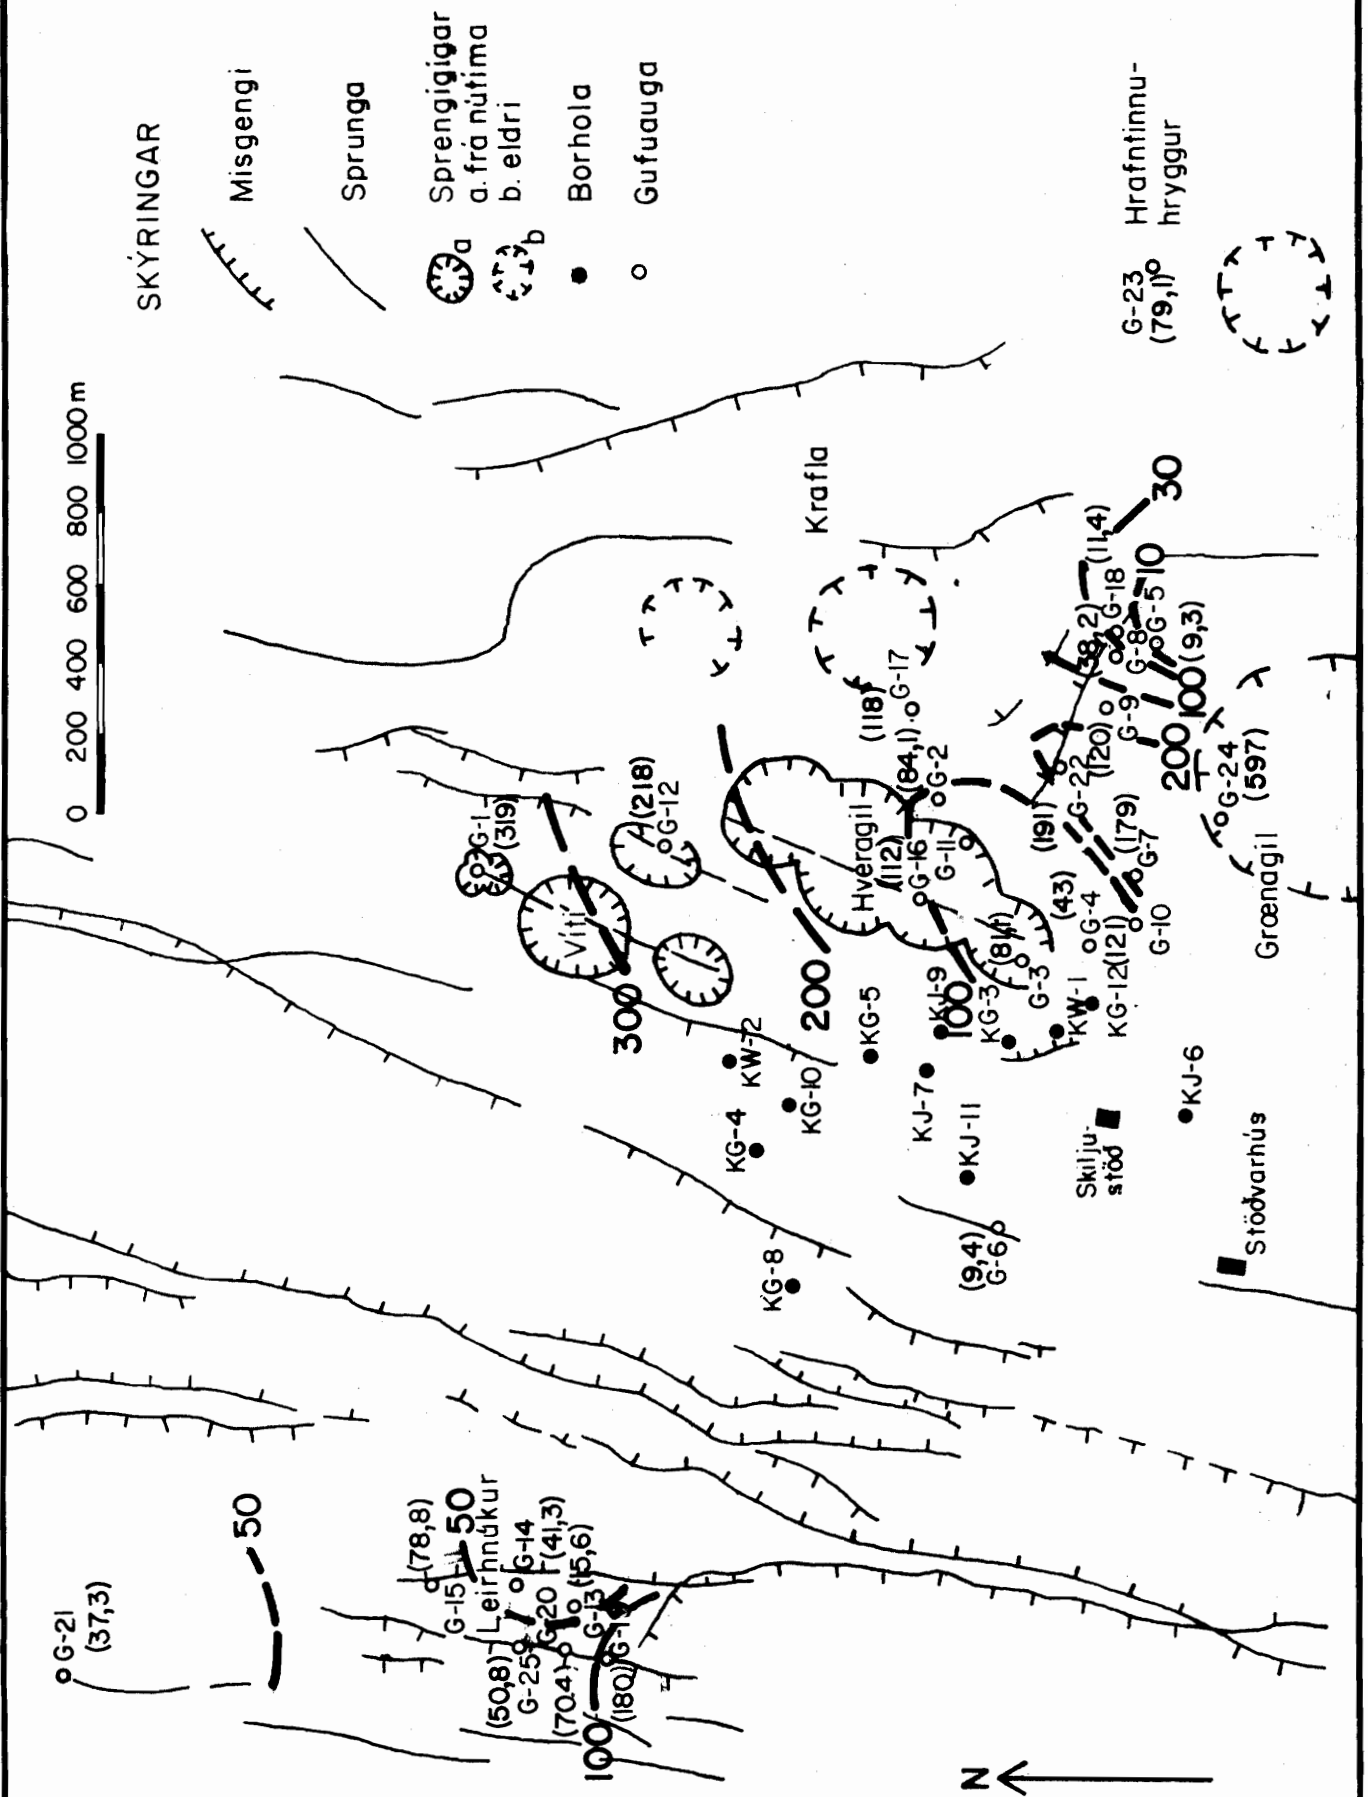 SKÝRINGAR
Misgengi
Sprunga
Sprengigigar
a. frá nútíma
b. eldri
a
b
Borhola
Gufuauga
0 200 400 600 800 1000 m
G-21
(37,3)
50
(78,8)
G-15
50
Leirhnúkur
G-14
(41,3)
G-20
(15,6)
G-13
(50,8)
G-25
(70,4)
(180)
100
N
G-1
(319)
Víti
300
(218)
G-12
200
KW-2
KG-4
KG-10
KG-5
KG-8
KJ-9
KJ-7
KJ-11
100
KG-3
KW-1
KG-12
(9,4)
G-6
Skilju-
stöð
KJ-6
Stöðvarhús
Krafla
Hveragil
(118)
G-17
(84,1)
G-2
(112)
G-16
G-11
(81,1)
G-3
(43)
G-4
(121)
G-10
(191)
G-22
(179)
G-7
(120)
G-9
(38,2)
G-8
G-18
(11,4)
30
10
G-5
(9,3)
100
200
G-24
(597)
Grænagil
G-23
(79,1)
Hrafntinnu-
hryggur